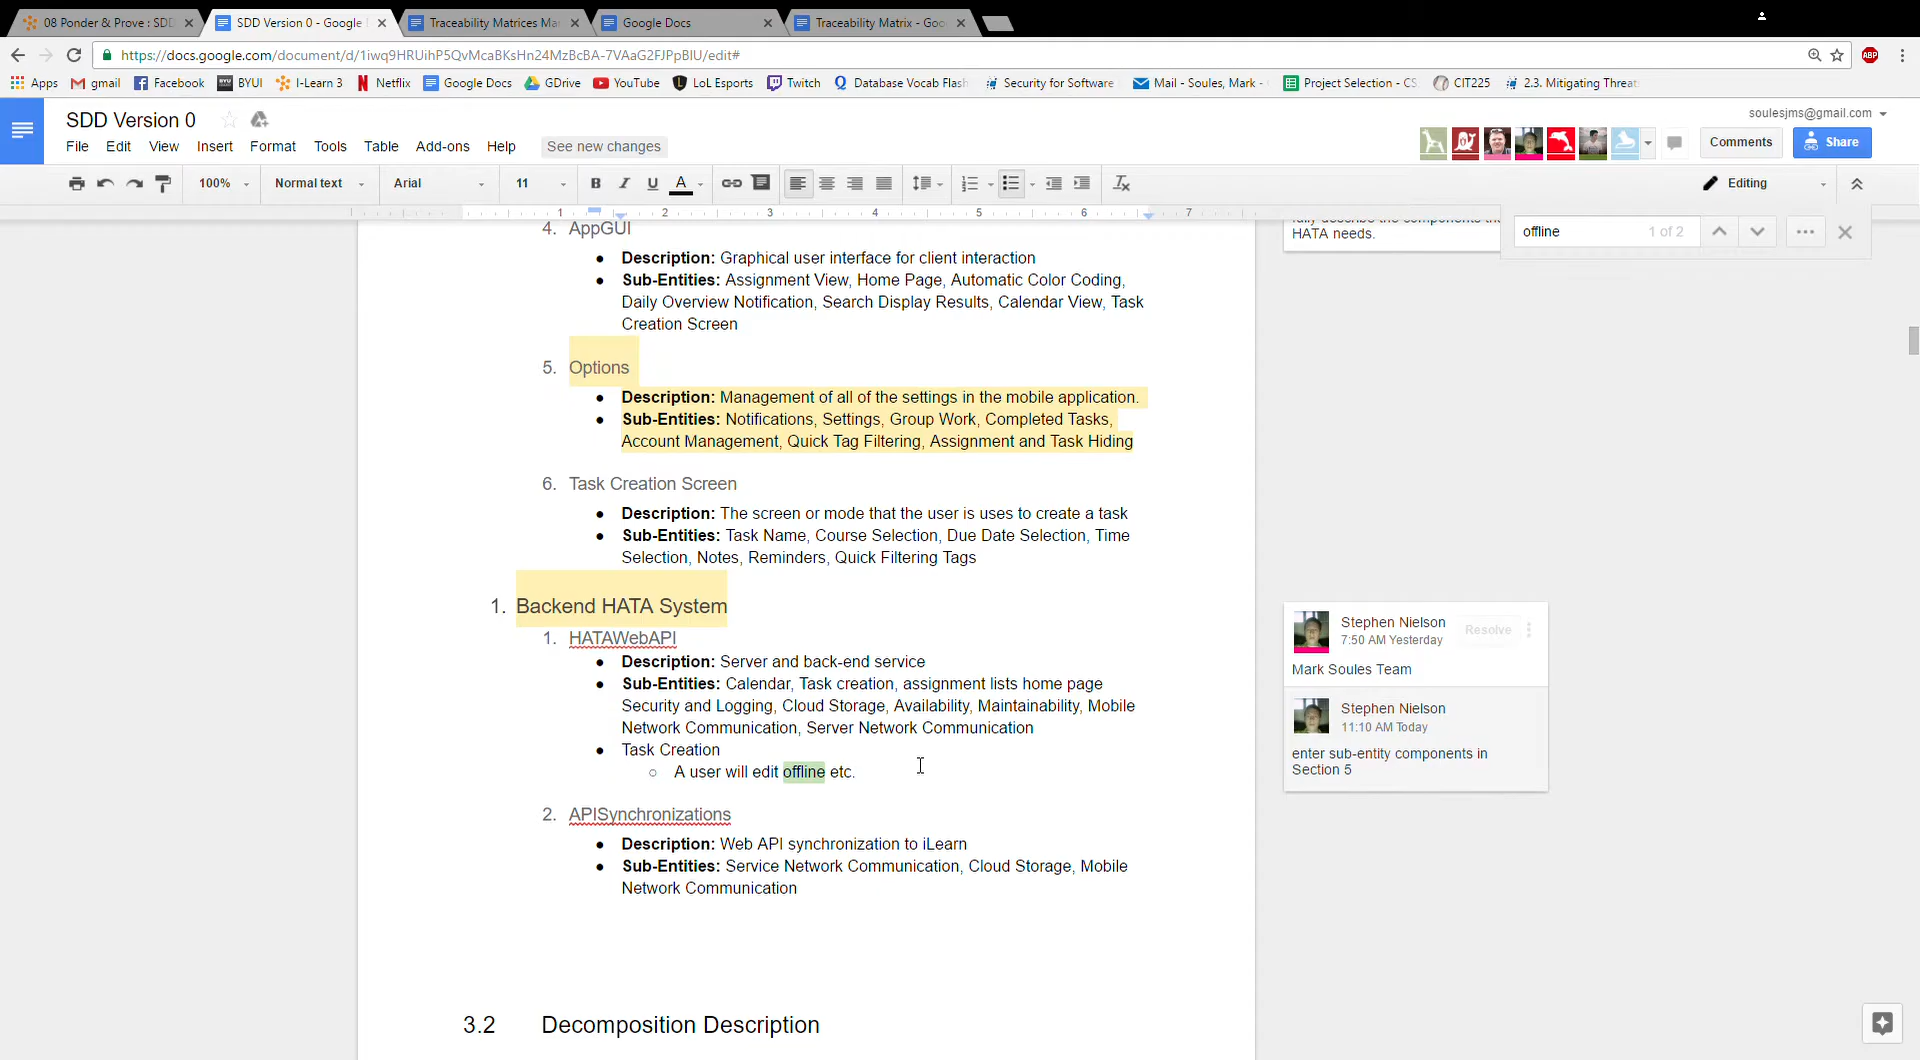 08 Ponder & Prove : SDD
SDD Version 0 - Google
Traceability Matrices Ma
Google Docs
Traceability Matrix - Goo
https://docs.google.com/document/d/1iwq9HRUihP5QvMcaBKsHn24MzBcBA-7VAaG2FJPpBIU/edit#
ABP
Apps
gmail
Facebook
BYUI
I-Learn 3
Netflix
Google Docs
GDrive
YouTube
LoL Esports
Twitch
Database Vocab Flash
Security for Software
Mail - Soules, Mark -
Project Selection - CS
CIT225
2.3. Mitigating Threat
SDD Version 0
soulesjms@gmail.com
File Edit View Insert Format Tools Table Add-ons Help See new changes
Comments
Share
100% Normal text Arial 11 B I U A
Editing
1 2 3 4 5 6 7
offline 1 of 2
HATA needs.
4. AppGUI
● Description: Graphical user interface for client interaction
● Sub-Entities: Assignment View, Home Page, Automatic Color Coding,
Daily Overview Notification, Search Display Results, Calendar View, Task
Creation Screen
5. Options
● Description: Management of all of the settings in the mobile application.
● Sub-Entities: Notifications, Settings, Group Work, Completed Tasks,
Account Management, Quick Tag Filtering, Assignment and Task Hiding
6. Task Creation Screen
● Description: The screen or mode that the user is uses to create a task
● Sub-Entities: Task Name, Course Selection, Due Date Selection, Time
Selection, Notes, Reminders, Quick Filtering Tags
1. Backend HATA System
1. HATAWebAPI
● Description: Server and back-end service
● Sub-Entities: Calendar, Task creation, assignment lists home page
Security and Logging, Cloud Storage, Availability, Maintainability, Mobile
Network Communication, Server Network Communication
● Task Creation
○ A user will edit offline etc.
2. APISynchronizations
● Description: Web API synchronization to iLearn
● Sub-Entities: Service Network Communication, Cloud Storage, Mobile
Network Communication
3.2 Decomposition Description
Stephen Nielson
7:50 AM Yesterday
Resolve
Mark Soules Team
Stephen Nielson
11:10 AM Today
enter sub-entity components in
Section 5